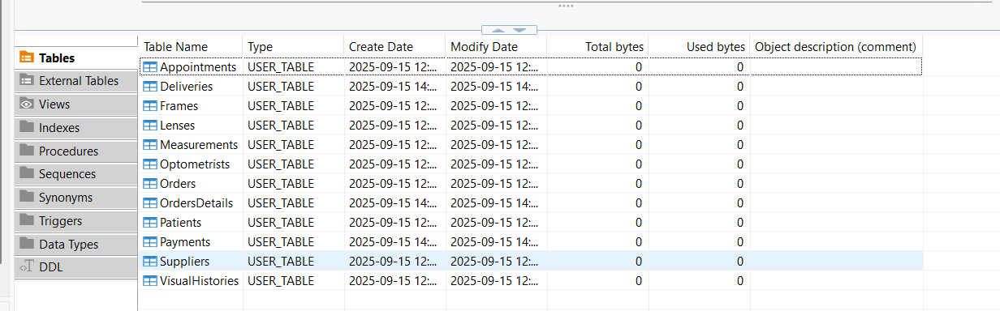 Table Name Type Create Date Modify Date Total bytes Used bytes Object description (comment)
Tables
External Tables
Views
Indexes
Procedures
Sequences
Synonyms
Triggers
Data Types
DDL
Appointments USER_TABLE 2025-09-15 12:... 2025-09-15 12:... 0 0
Deliveries USER_TABLE 2025-09-15 14:... 2025-09-15 14:... 0 0
Frames USER_TABLE 2025-09-15 12:... 2025-09-15 12:... 0 0
Lenses USER_TABLE 2025-09-15 12:... 2025-09-15 12:... 0 0
Measurements USER_TABLE 2025-09-15 12:... 2025-09-15 12:... 0 0
Optometrists USER_TABLE 2025-09-15 12:... 2025-09-15 12:... 0 0
Orders USER_TABLE 2025-09-15 12:... 2025-09-15 12:... 0 0
OrdersDetails USER_TABLE 2025-09-15 14:... 2025-09-15 14:... 0 0
Patients USER_TABLE 2025-09-15 12:... 2025-09-15 12:... 0 0
Payments USER_TABLE 2025-09-15 14:... 2025-09-15 14:... 0 0
Suppliers USER_TABLE 2025-09-15 12:... 2025-09-15 12:... 0 0
VisualHistories USER_TABLE 2025-09-15 12:... 2025-09-15 12:... 0 0